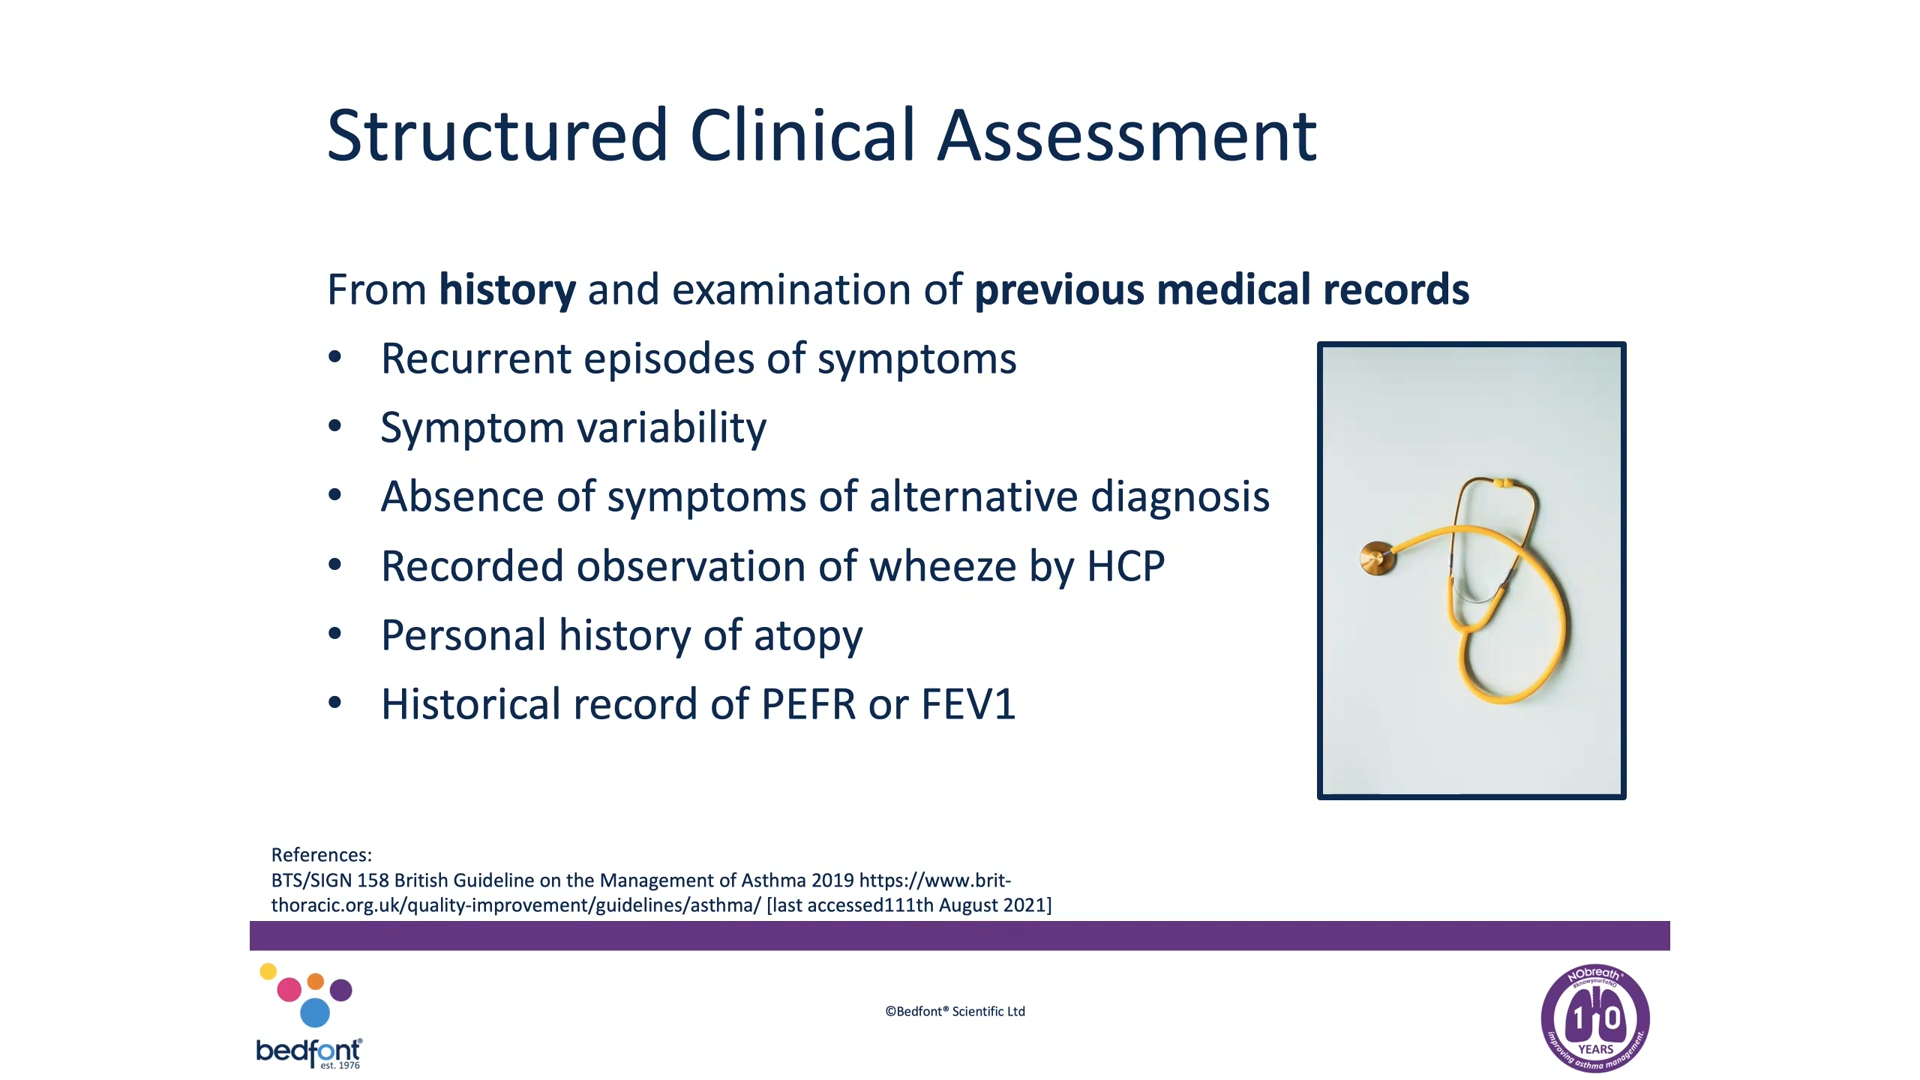 Structured Clinical Assessment
From history and examination of previous medical records
• Recurrent episodes of symptoms
• Symptom variability
• Absence of symptoms of alternative diagnosis
• Recorded observation of wheeze by HCP
• Personal history of atopy
• Historical record of PEFR or FEV1
References:
BTS/SIGN 158 British Guideline on the Management of Asthma 2019 https://www.brit-
thoracic.org.uk/quality-improvement/guidelines/asthma/ [last accessed111th August 2021]
bedfont®
est. 1976
©Bedfont® Scientific Ltd
NObreath®
#knowyourFeNO
10
YEARS
improving asthma management.